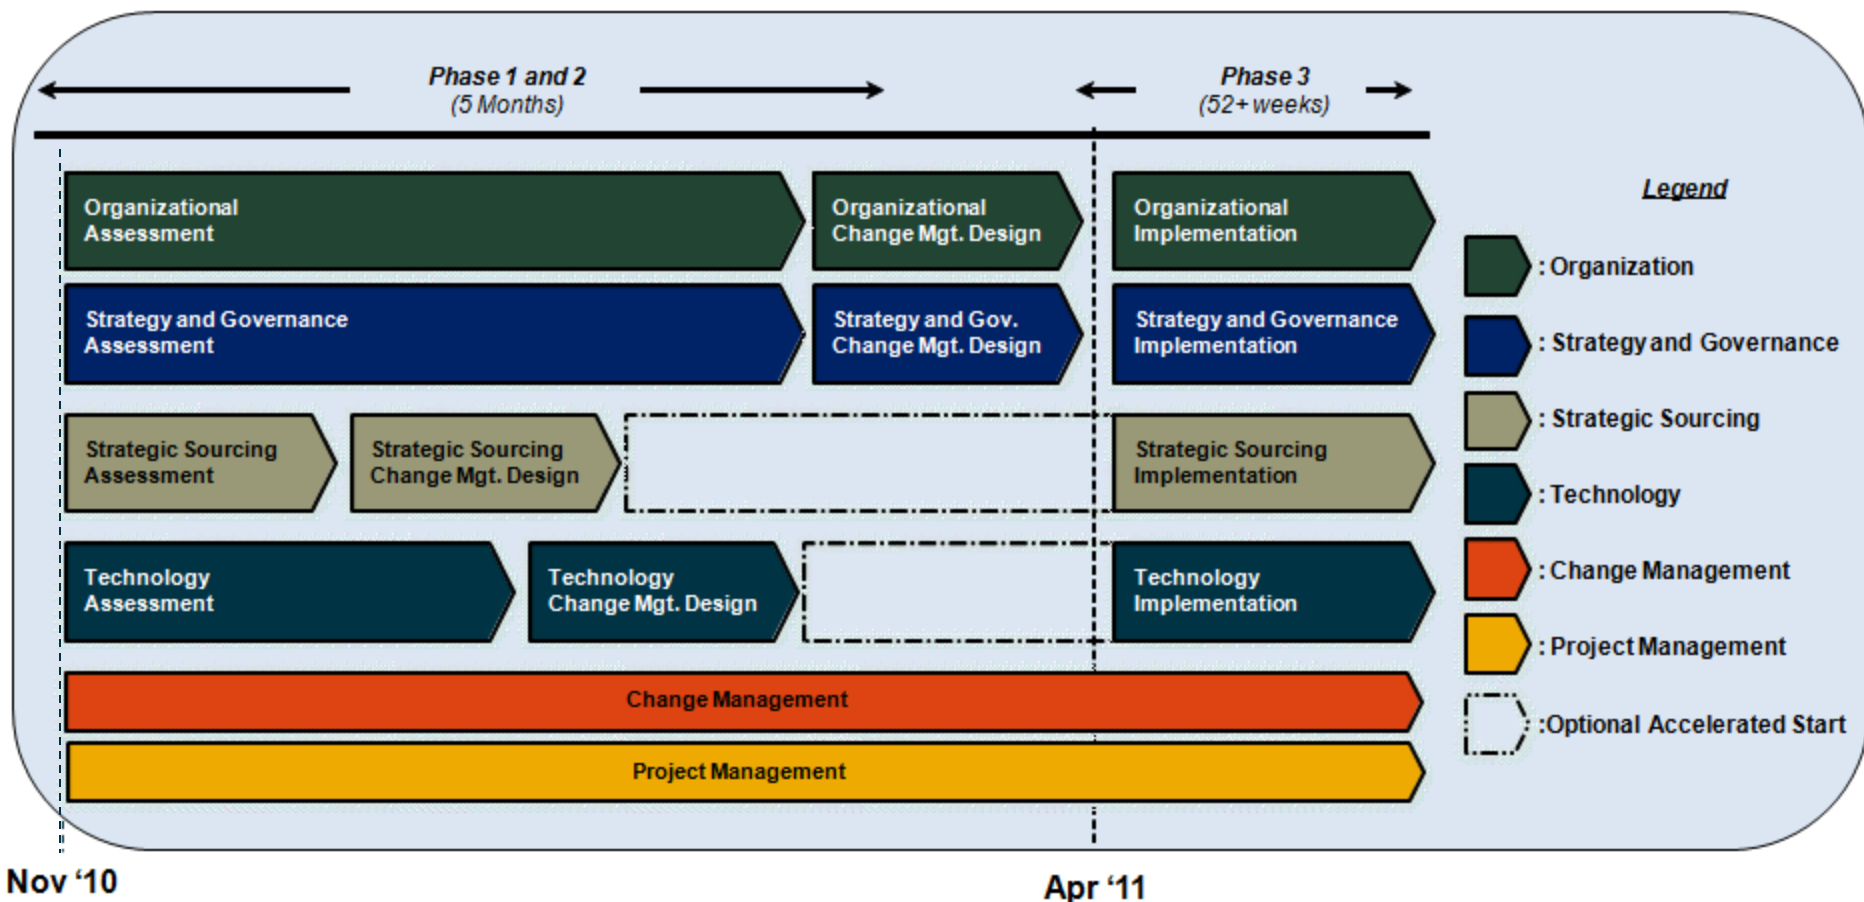 Phase 1 and 2
(5 Months)
Phase 3
(52+ weeks)
Organizational
Assessment
Organizational
Change Mgt. Design
Organizational
Implementation
Strategy and Governance
Assessment
Strategy and Gov.
Change Mgt. Design
Strategy and Governance
Implementation
Strategic Sourcing
Assessment
Strategic Sourcing
Change Mgt. Design
Strategic Sourcing
Implementation
Technology
Assessment
Technology
Change Mgt. Design
Technology
Implementation
Change Management
Project Management
Legend
: Organization
: Strategy and Governance
: Strategic Sourcing
: Technology
: Change Management
: Project Management
:Optional Accelerated Start
Nov ‘10
Apr ‘11